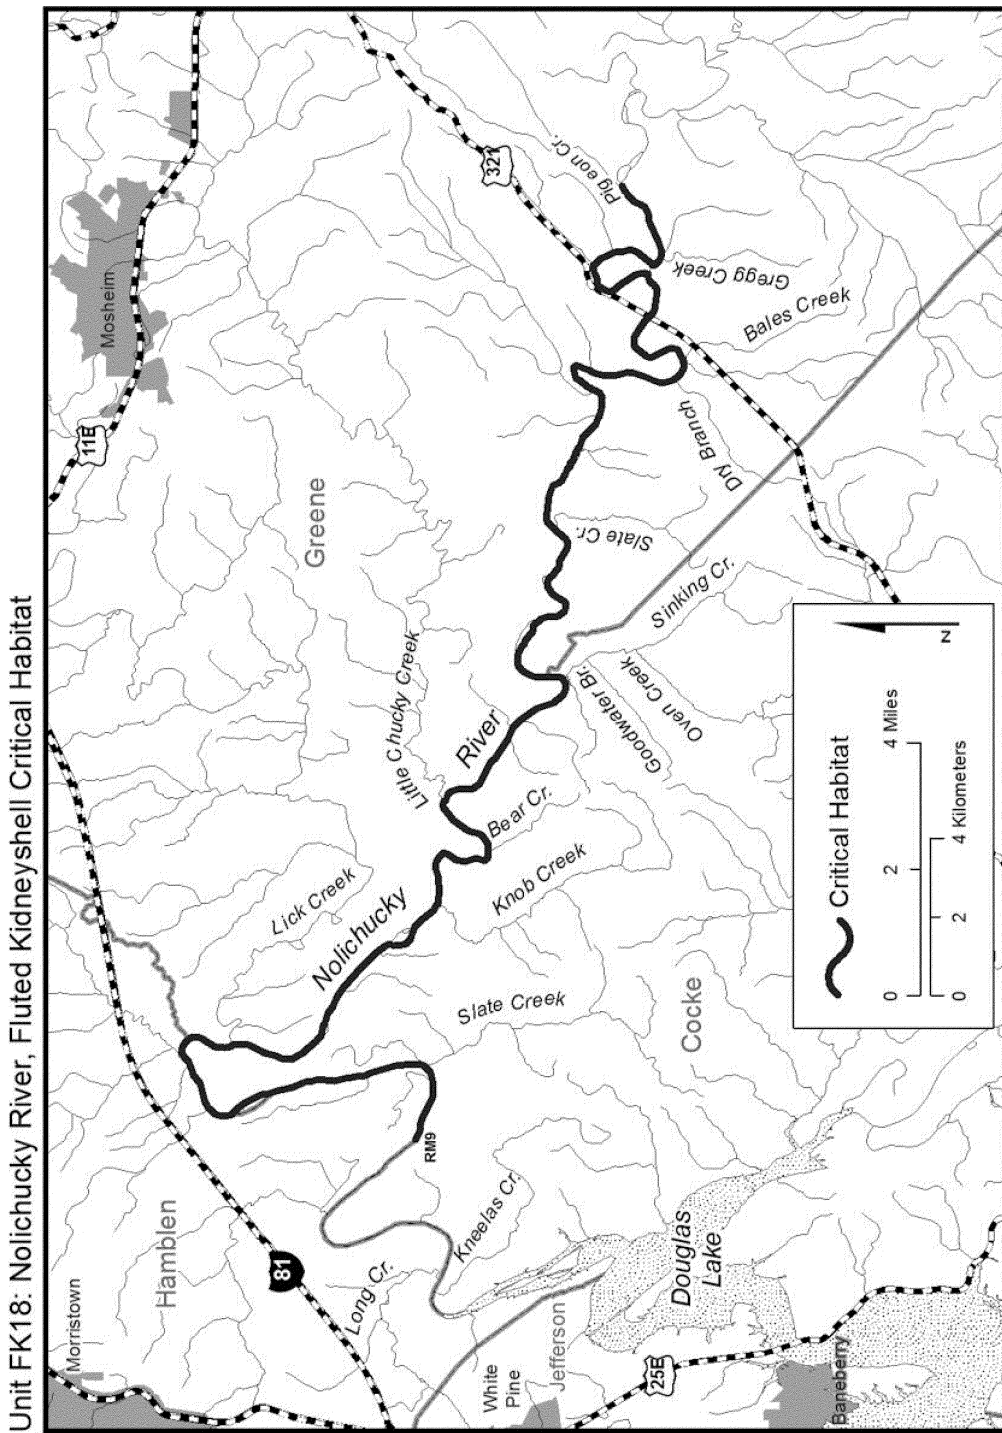 Unit FK18: Nolichucky River, Fluted Kidneyshell Critical Habitat
Morristown
Hamblen
81
Long Cr.
White
Pine
Jefferson
25E
Baneberry
Douglas
Lake
Kneelas Cr.
RM9
Slate Creek
Cocke
Lick Creek
Nolichucky
River
Knob Creek
Bear Cr.
Little Chucky Creek
Greene
11E
Mosheim
Goodwater Br.
Oven Creek
Sinking Cr.
Slate Cr.
Dry Branch
Bales Creek
Gregg Creek
Pigeon Cr.
321
Critical Habitat
0 2 4 Miles
0 2 4 Kilometers
N